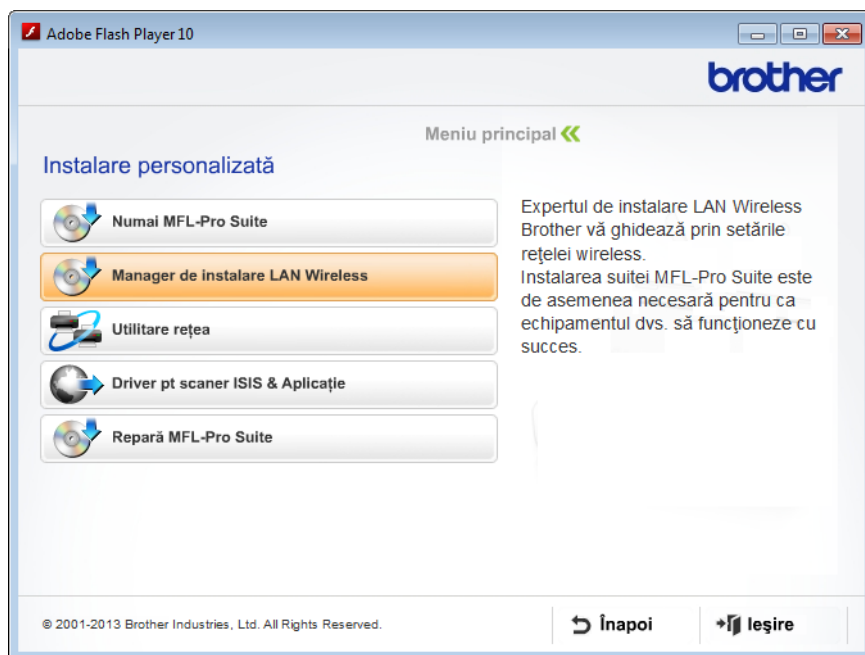 Adobe Flash Player 10
brother
Meniu principal
Instalare personalizată
Numai MFL-Pro Suite
Manager de instalare LAN Wireless
Utilitare rețea
Driver pt scaner ISIS & Aplicație
Repară MFL-Pro Suite
Expertul de instalare LAN Wireless
Brother vă ghidează prin setările
reţelei wireless.
Instalarea suitei MFL-Pro Suite este
de asemenea necesară pentru ca
echipamentul dvs. să funcţioneze cu
succes.
© 2001-2013 Brother Industries, Ltd. All Rights Reserved.
Înapoi
Ieşire